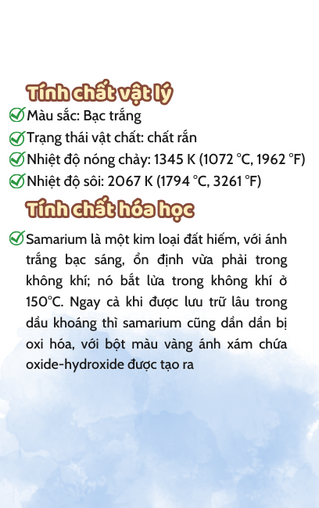 Tính chất vật lý
Màu sắc: Bạc trắng
Trạng thái vật chất: chất rắn
Nhiệt độ nóng chảy: 1345 K (1072 °C, 1962 °F)
Nhiệt độ sôi: 2067 K (1794 °C, 3261 °F)
Tính chất hóa học
Samarium là một kim loại đất hiếm, với ánh
trắng bạc sáng, ổn định vừa phải trong
không khí; nó bắt lửa trong không khí ở
150°C. Ngay cả khi được lưu trữ lâu trong
dầu khoáng thì samarium cũng dần dần bị
oxi hóa, với bột màu vàng ánh xám chứa
oxide-hydroxide được tạo ra